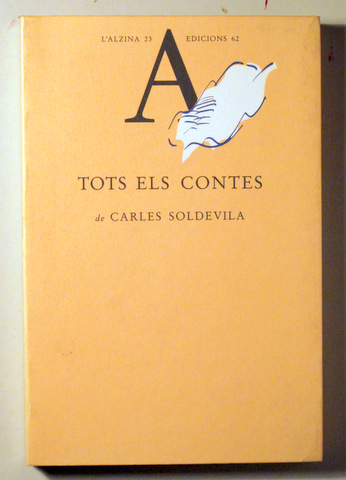 L'ALZINA 23 EDICIONS 62
A
TOTS ELS CONTES
de CARLES SOLDEVILA